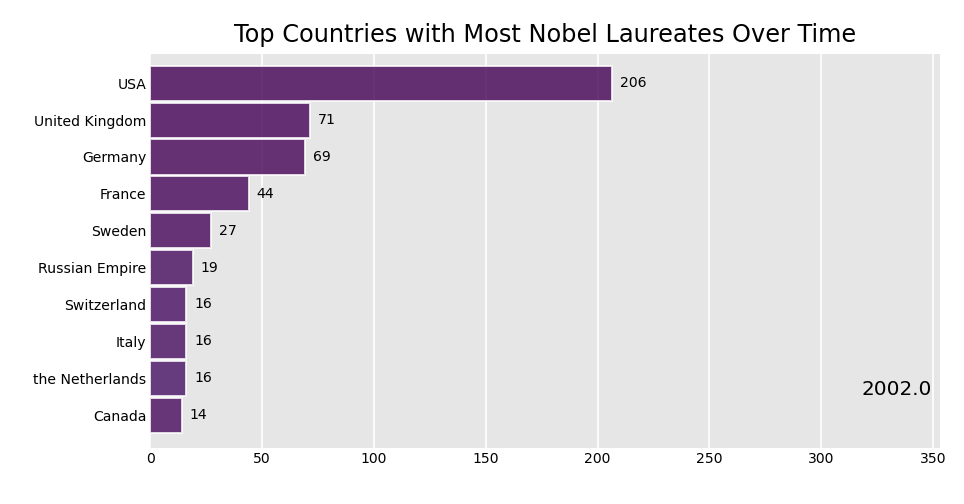 Top Countries with Most Nobel Laureates Over Time
USA 206
United Kingdom 71
Germany 69
France 44
Sweden 27
Russian Empire 19
Switzerland 16
Italy 16
the Netherlands 16
2002.0
Canada 14
0 50 100 150 200 250 300 350